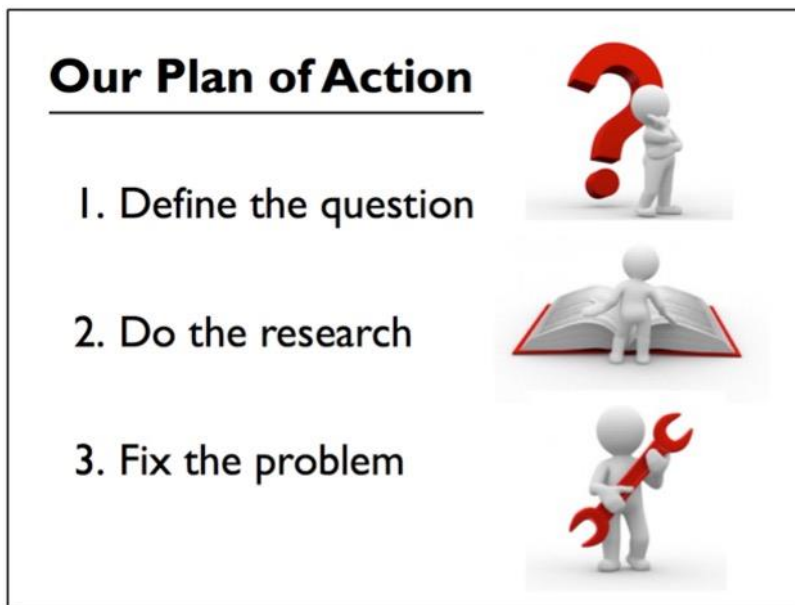 Our Plan of Action
1. Define the question
2. Do the research
3. Fix the problem